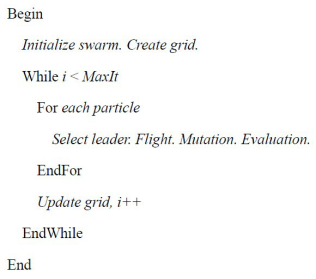 Begin
Initialize swarm. Create grid.
While i < MaxIt
For each particle
Select leader. Flight. Mutation. Evaluation.
EndFor
Update grid, i++
EndWhile
End